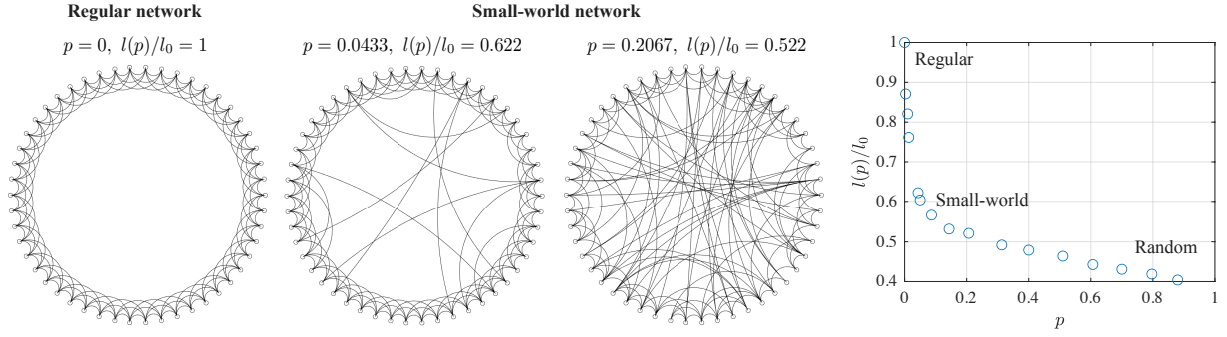 Regular network
Small-world network
p = 0, l(p)/l₀ = 1
p = 0.0433, l(p)/l₀ = 0.622
p = 0.2067, l(p)/l₀ = 0.522
1
0.9
0.8
0.7
0.6
0.5
0.4
l(p)/l₀
Regular
Small-world
Random
0 0.2 0.4 0.6 0.8 1
p